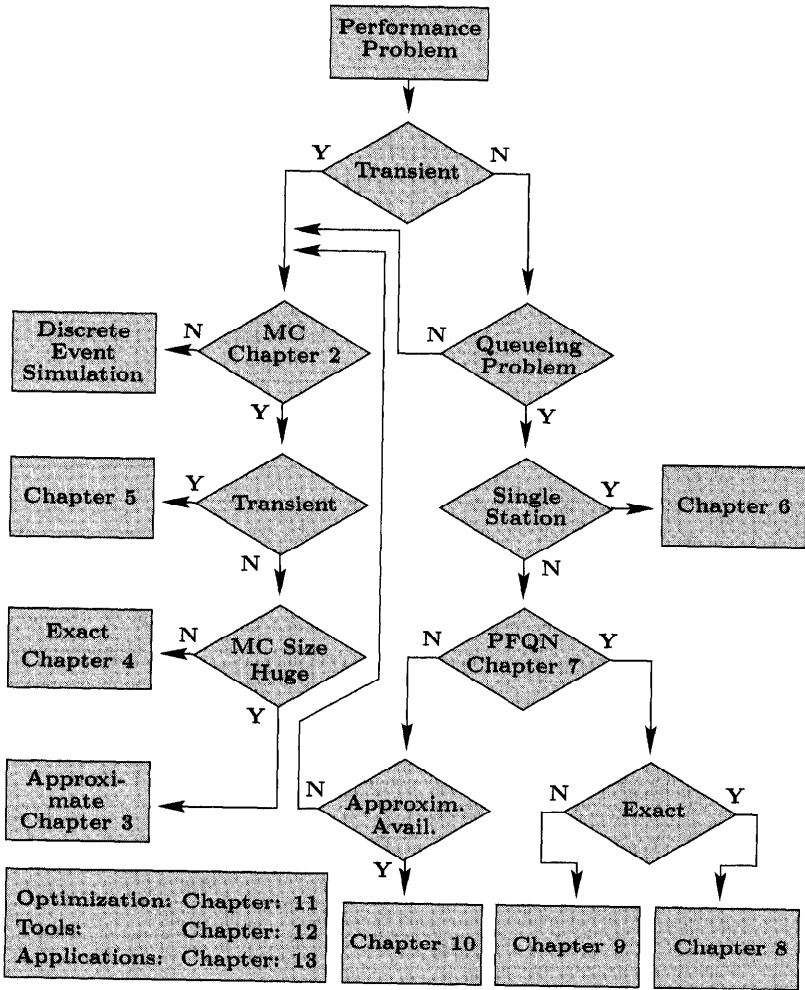 Performance
Problem
Y
N
Transient
N
MC
Chapter 2
N
Queueing
Problem
Discrete
Event
Simulation
Y
Y
Chapter 5
Y
Transient
Single
Station
Y
Chapter 6
N
N
Exact
Chapter 4
N
MC Size
Huge
N
PFQN
Chapter 7
Y
Y
Approxi-
mate
Chapter 3
N
Approxim.
Avail.
N
Exact
Y
Y
Optimization: Chapter: 11
Tools: Chapter: 12
Applications: Chapter: 13
Chapter 10
Chapter 9
Chapter 8